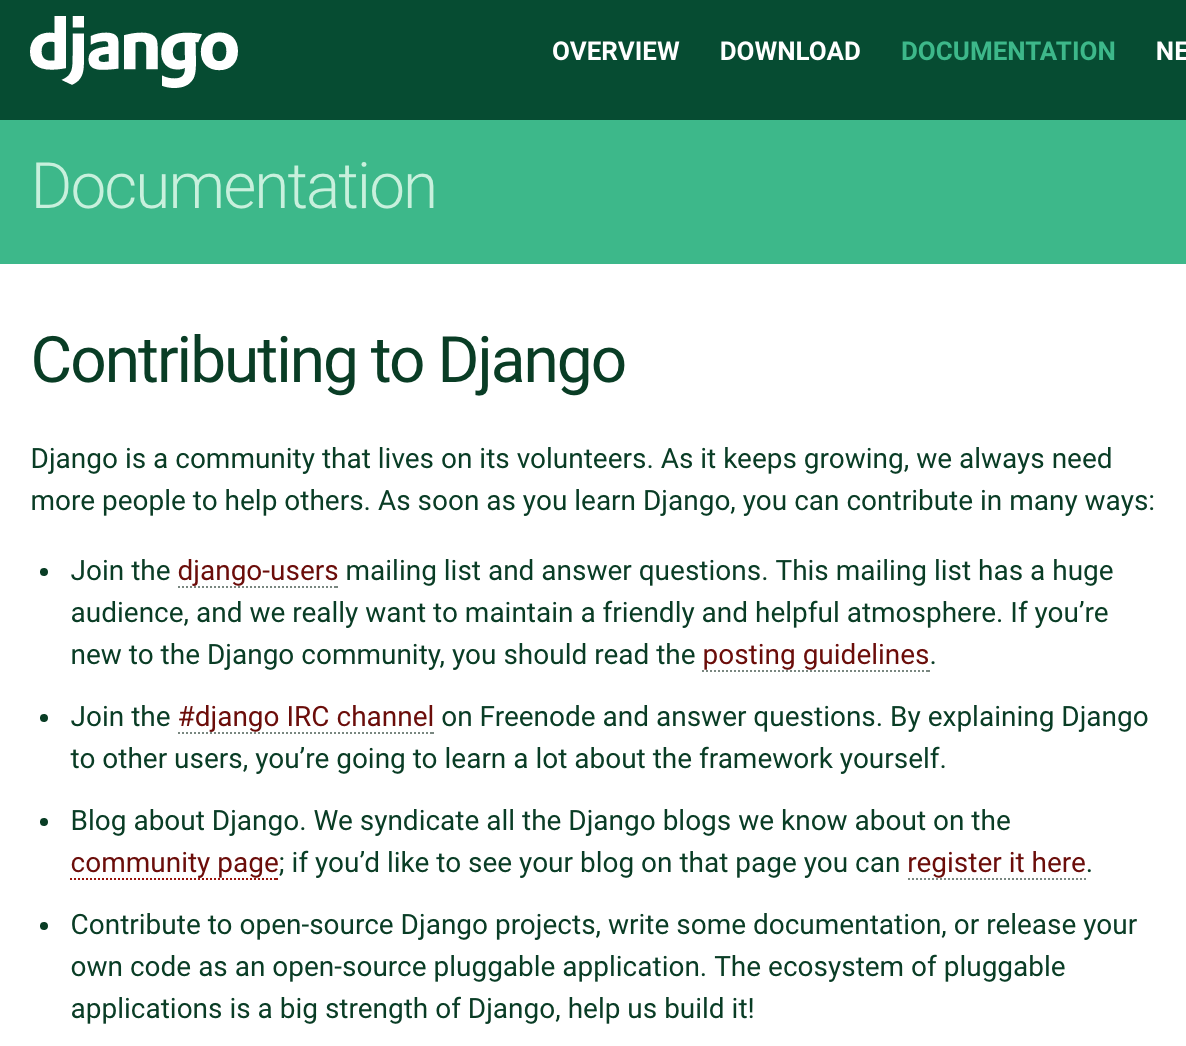 django
OVERVIEW DOWNLOAD DOCUMENTATION NE
Documentation
Contributing to Django
Django is a community that lives on its volunteers. As it keeps growing, we always need
more people to help others. As soon as you learn Django, you can contribute in many ways:
• Join the django-users mailing list and answer questions. This mailing list has a huge
audience, and we really want to maintain a friendly and helpful atmosphere. If you’re
new to the Django community, you should read the posting guidelines.
• Join the #django IRC channel on Freenode and answer questions. By explaining Django
to other users, you’re going to learn a lot about the framework yourself.
• Blog about Django. We syndicate all the Django blogs we know about on the
community page; if you’d like to see your blog on that page you can register it here.
• Contribute to open-source Django projects, write some documentation, or release your
own code as an open-source pluggable application. The ecosystem of pluggable
applications is a big strength of Django, help us build it!